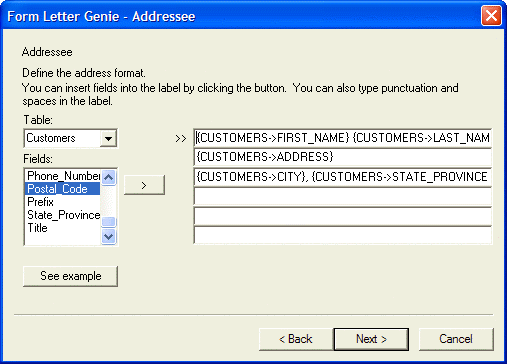 Form Letter Genie - Addressee
Addressee
Define the address format.
You can insert fields into the label by clicking the button. You can also type punctuation and
spaces in the label.
Table:
Customers
>> {CUSTOMERS->FIRST_NAME} {CUSTOMERS->LAST_NAM
{CUSTOMERS->ADDRESS}
{CUSTOMERS->CITY}, {CUSTOMERS->STATE_PROVINCE
Fields:
Phone_Number
Postal_Code
Prefix
State_Province
Title
>
See example
< Back
Next >
Cancel